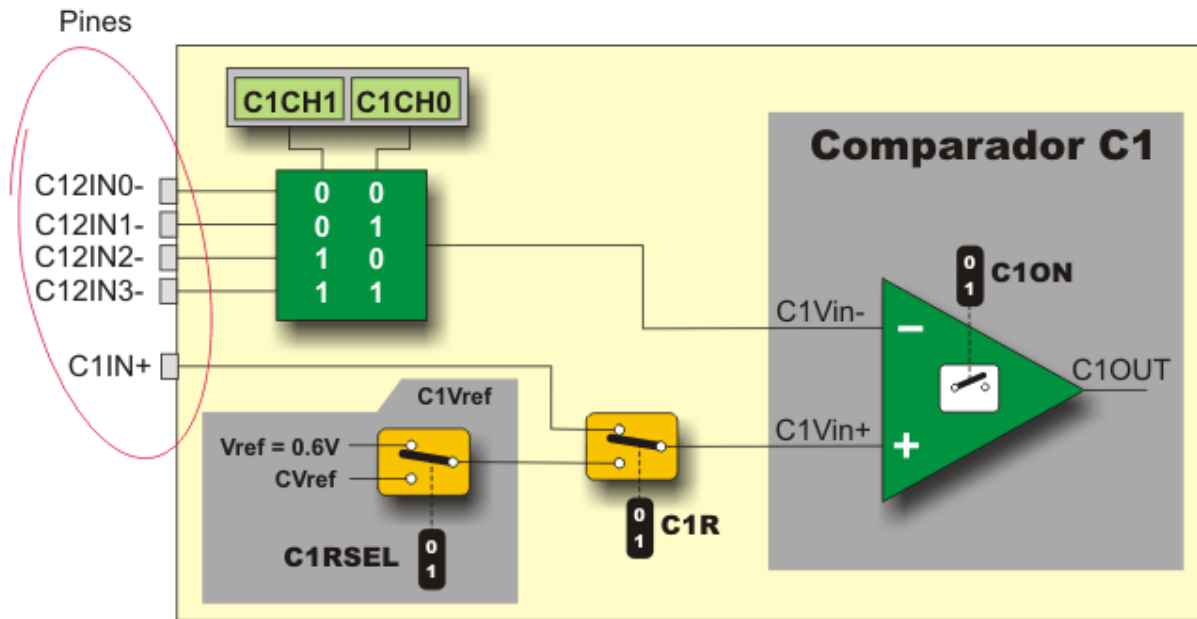 Pines
C1CH1 C1CH0
Comparador C1
C12IN0-
C12IN1-
C12IN2-
C12IN3-
0 0
0 1
1 0
1 1
0
1
C1ON
C1Vin-
C1IN+
C1OUT
C1Vref
Vref = 0.6V
CVref
C1Vin+
C1RSEL
0
1
0
1
C1R